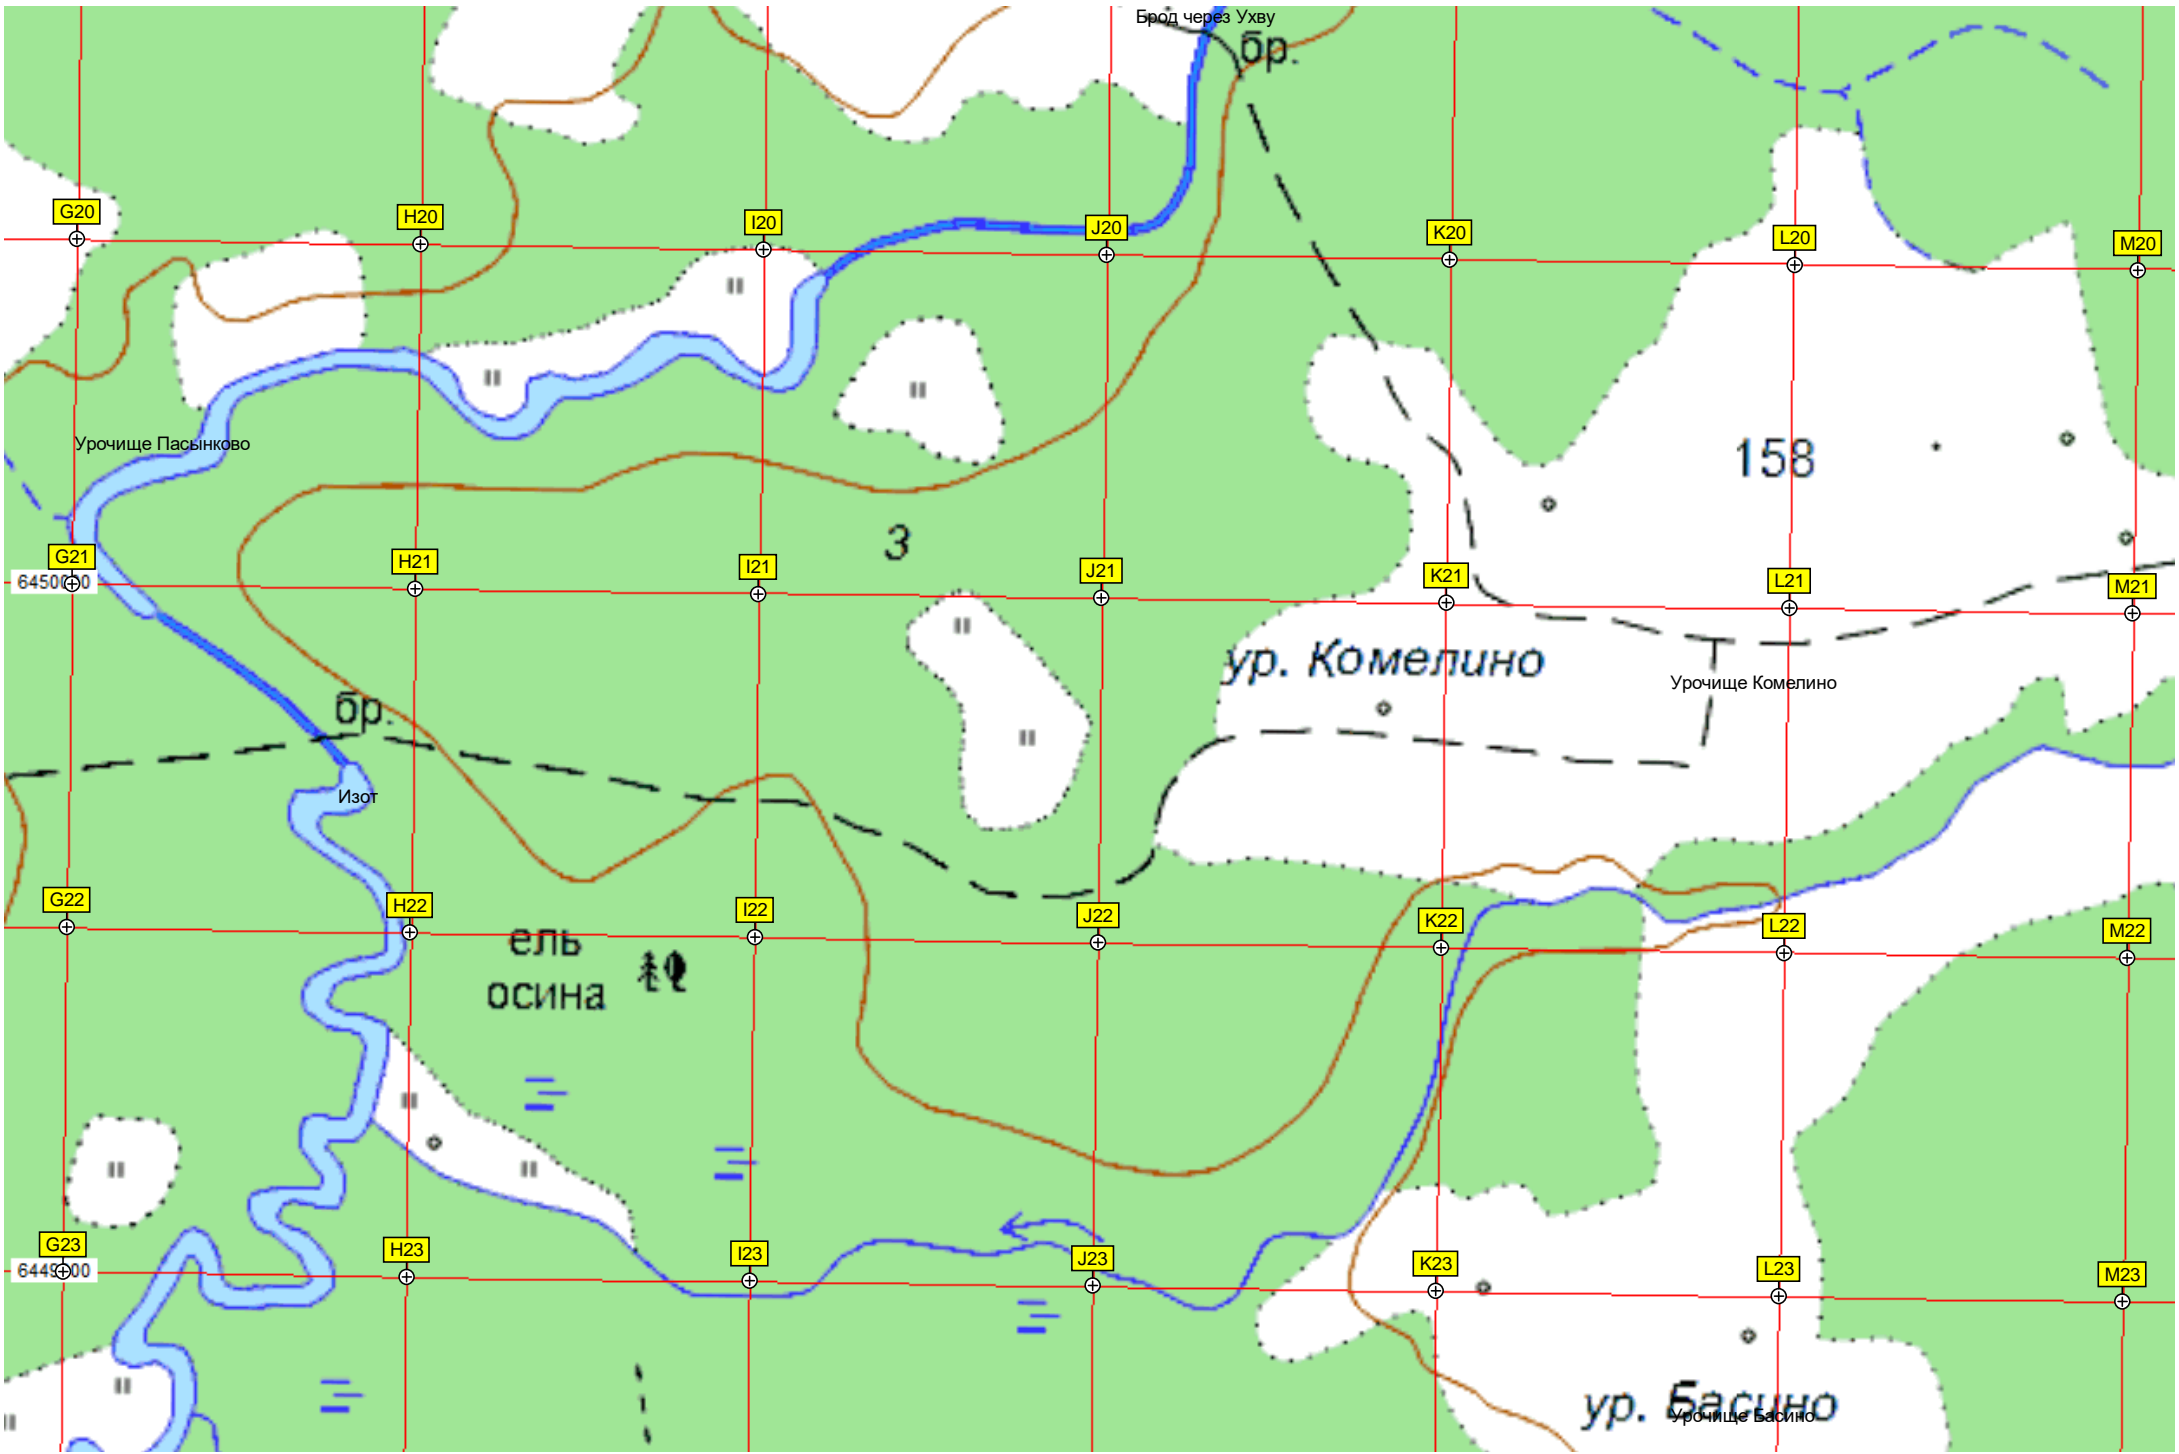 Брод через Ухву
бр.
G20
H20
I20
J20
K20
L20
M20
Урочище Пасынково
158
3
G21
H21
I21
J21
K21
L21
M21
ур. Комелино
Урочище Комелино
бр.
Изот
G22
H22
I22
J22
K22
L22
M22
ель
осина
G23
H23
I23
J23
K23
L23
M23
ур. Басино
Урочище Басино